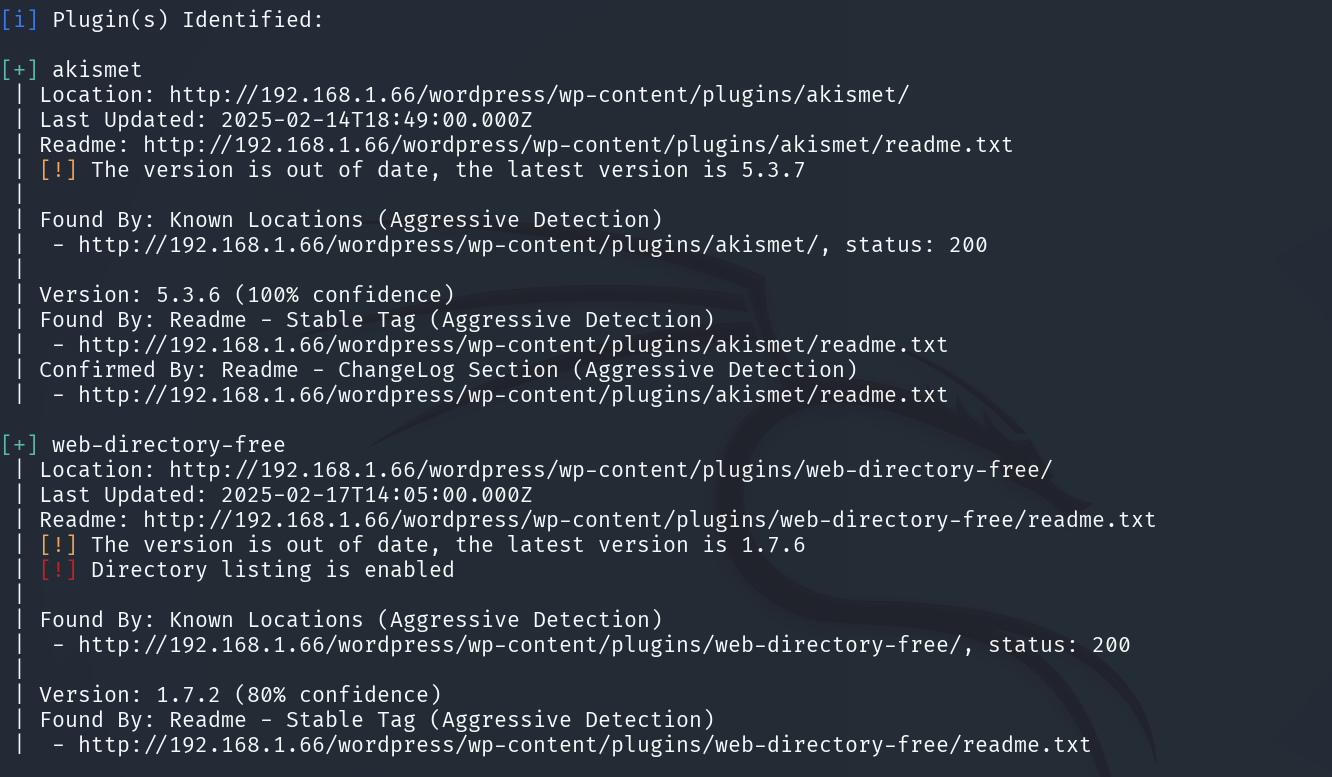 [i] Plugin(s) Identified:

[+] akismet
 | Location: http://192.168.1.66/wordpress/wp-content/plugins/akismet/
 | Last Updated: 2025-02-14T18:49:00.000Z
 | Readme: http://192.168.1.66/wordpress/wp-content/plugins/akismet/readme.txt
 | [!] The version is out of date, the latest version is 5.3.7
 |
 | Found By: Known Locations (Aggressive Detection)
 |  - http://192.168.1.66/wordpress/wp-content/plugins/akismet/, status: 200
 |
 | Version: 5.3.6 (100% confidence)
 | Found By: Readme - Stable Tag (Aggressive Detection)
 |  - http://192.168.1.66/wordpress/wp-content/plugins/akismet/readme.txt
 | Confirmed By: Readme - ChangeLog Section (Aggressive Detection)
 |  - http://192.168.1.66/wordpress/wp-content/plugins/akismet/readme.txt

[+] web-directory-free
 | Location: http://192.168.1.66/wordpress/wp-content/plugins/web-directory-free/
 | Last Updated: 2025-02-17T14:05:00.000Z
 | Readme: http://192.168.1.66/wordpress/wp-content/plugins/web-directory-free/readme.txt
 | [!] The version is out of date, the latest version is 1.7.6
 | [!] Directory listing is enabled
 |
 | Found By: Known Locations (Aggressive Detection)
 |  - http://192.168.1.66/wordpress/wp-content/plugins/web-directory-free/, status: 200
 |
 | Version: 1.7.2 (80% confidence)
 | Found By: Readme - Stable Tag (Aggressive Detection)
 |  - http://192.168.1.66/wordpress/wp-content/plugins/web-directory-free/readme.txt